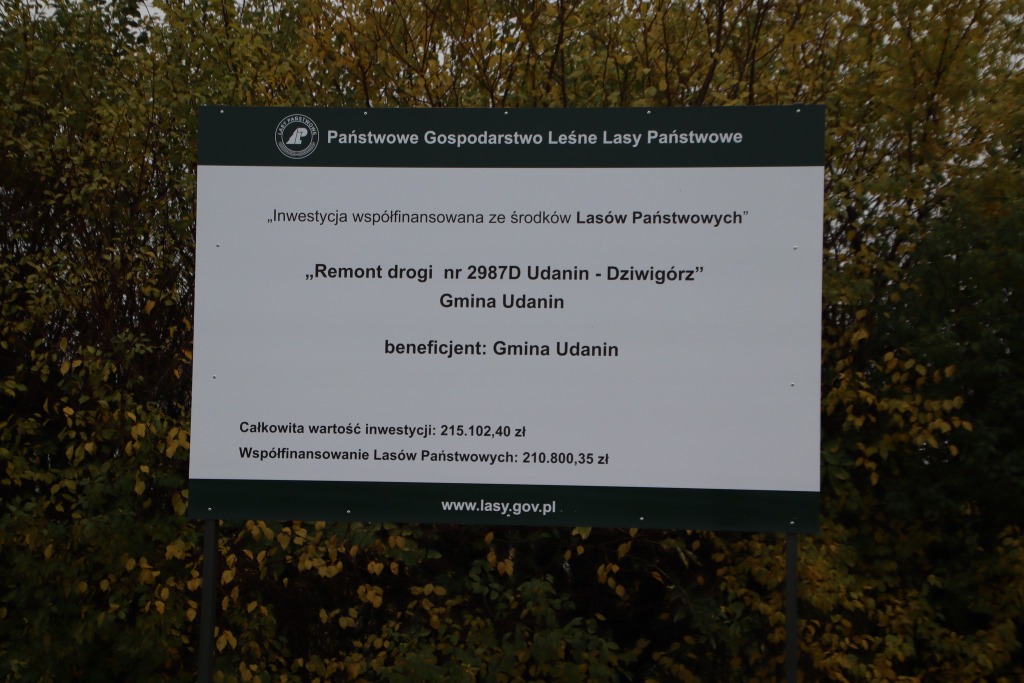 LASY PAŃSTWOWE
Państwowe Gospodarstwo Leśne Lasy Państwowe
„Inwestycja współfinansowana ze środków Lasów Państwowych”
„Remont drogi nr 2987D Udanin - Dziwigórz”
Gmina Udanin
beneficjent: Gmina Udanin
Całkowita wartość inwestycji: 215.102,40 zł
Współfinansowanie Lasów Państwowych: 210.800,35 zł
www.lasy.gov.pl